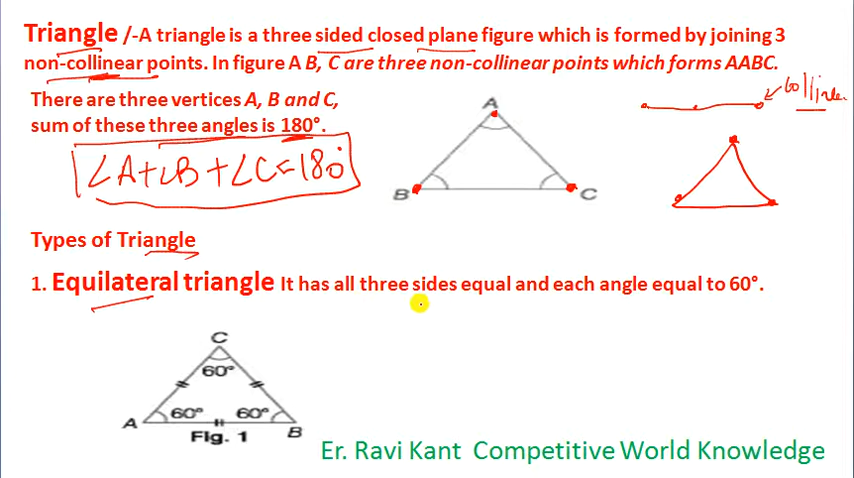 Triangle /-A triangle is a three sided closed plane figure which is formed by joining 3
non-collinear points. In figure A B, C are three non-collinear points which forms AABC.
There are three vertices A, B and C,
sum of these three angles is 180°.
∠A+∠B+∠C=180°
A
B
C
Types of Triangle
1. Equilateral triangle It has all three sides equal and each angle equal to 60°.
C
60°
60° 60°
A
B
Fig. 1
Er. Ravi Kant Competitive World Knowledge